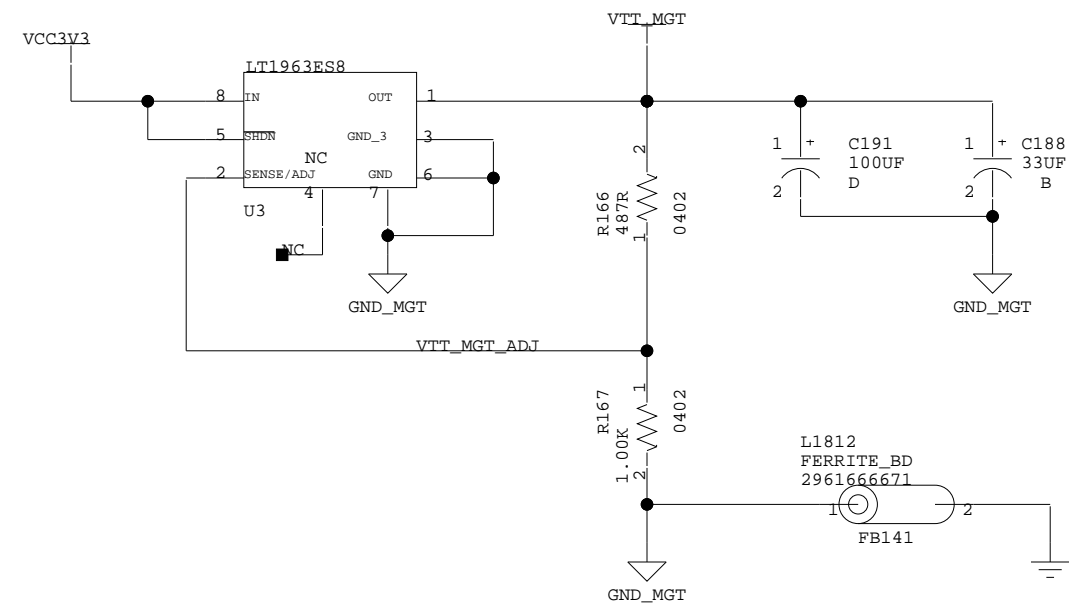 VTT_MGT
VCC3V3
LT1963ES8
8 IN OUT 1
5 SHDN GND_3 3
NC
2 SENSE/ADJ GND 6
4 7
U3
NC
GND_MGT
2
R166
487R
0402
1
1 + C191
100UF
2 D
1 + C188
33UF
2 B
GND_MGT
VTT_MGT_ADJ
1
R167
1.00K
0402
2
L1812
FERRITE_BD
2961666671
1 2
FB141
GND_MGT